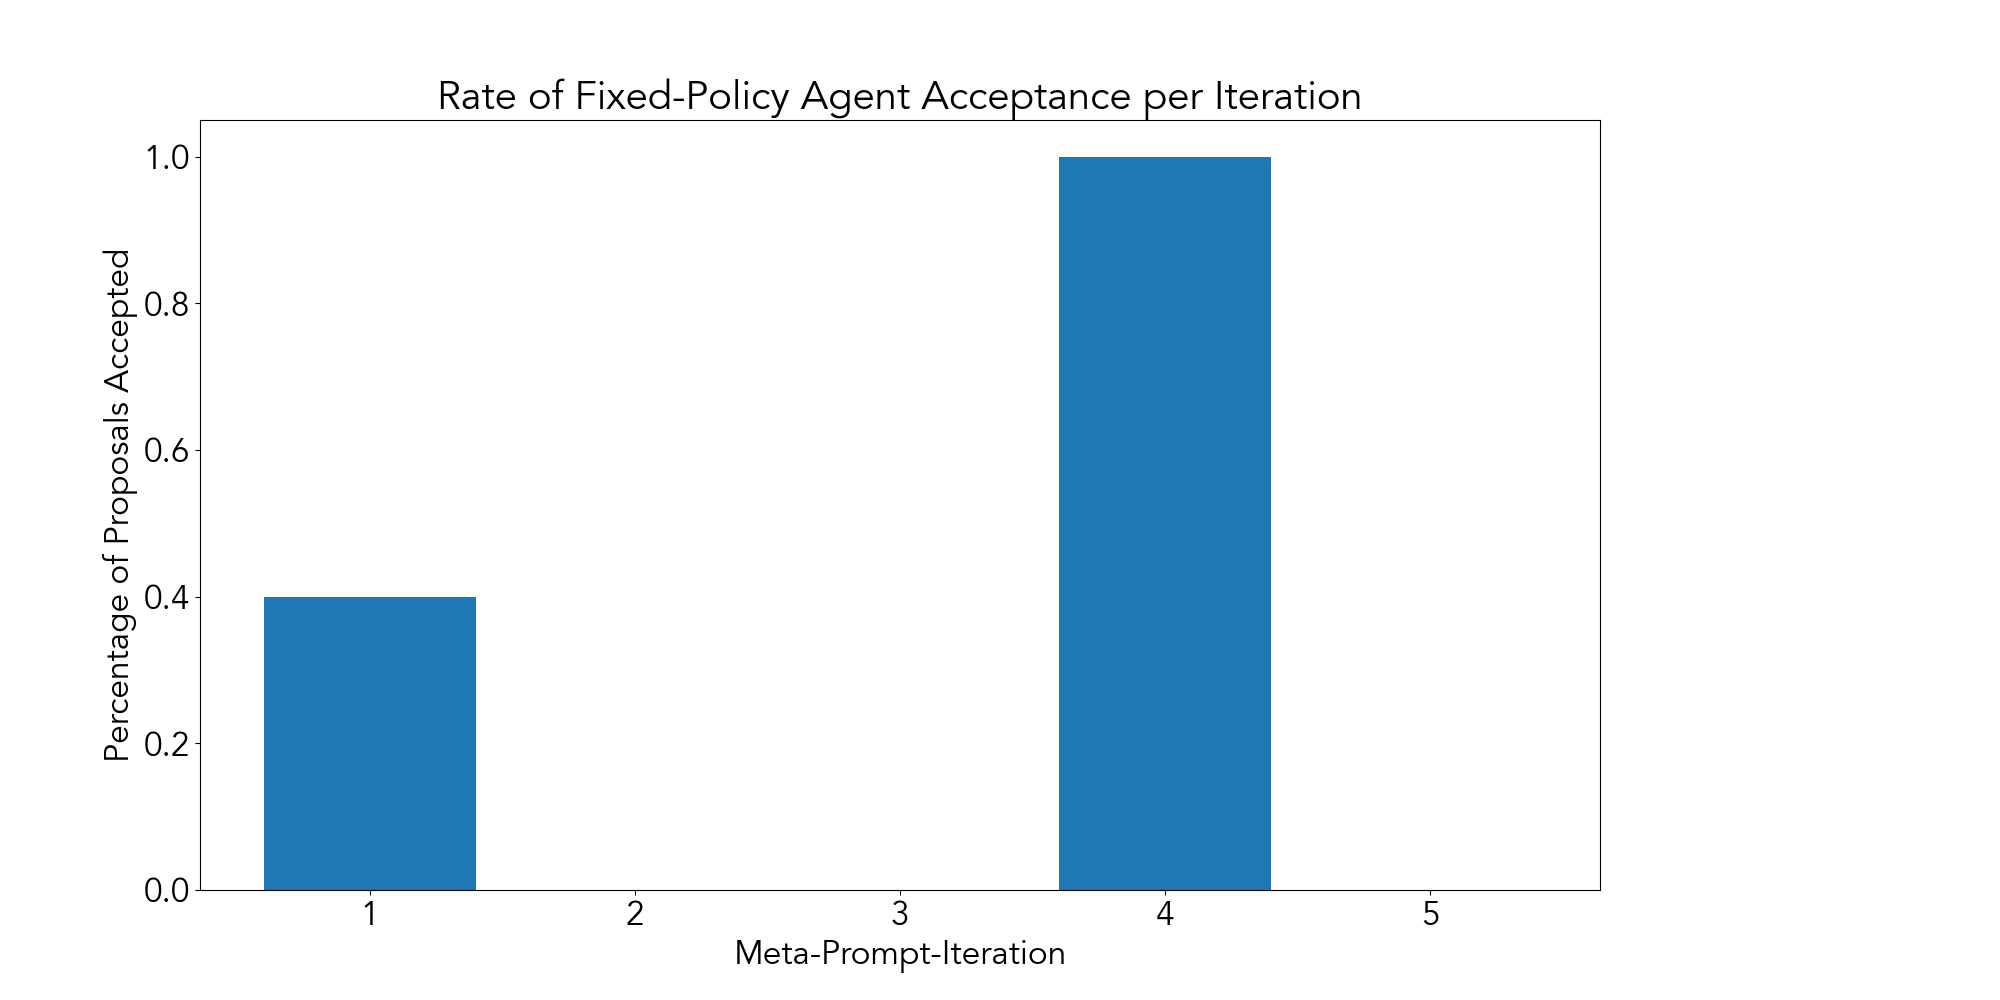 Rate of Fixed-Policy Agent Acceptance per Iteration
Percentage of Proposals Accepted
1.0
0.8
0.6
0.4
0.2
0.0
1 2 3 4 5
Meta-Prompt-Iteration